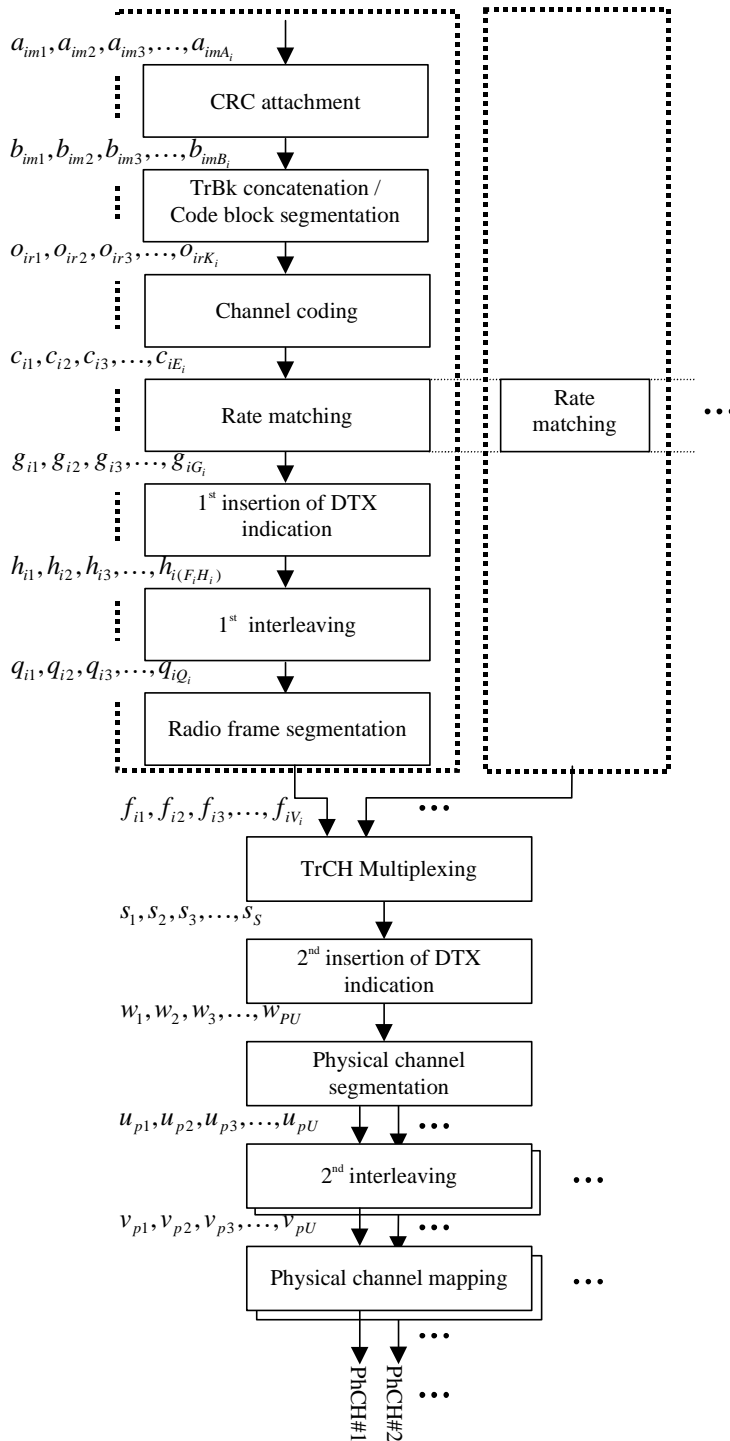 a_{im1}, a_{im2}, a_{im3}, …, a_{imA_i}
CRC attachment
b_{im1}, b_{im2}, b_{im3}, …, b_{imB_i}
TrBk concatenation /
Code block segmentation
o_{ir1}, o_{ir2}, o_{ir3}, …, o_{irK_i}
Channel coding
c_{i1}, c_{i2}, c_{i3}, …, c_{iE_i}
Rate matching
Rate
matching
…
g_{i1}, g_{i2}, g_{i3}, …, g_{iG_i}
1st insertion of DTX
indication
h_{i1}, h_{i2}, h_{i3}, …, h_{i(F_iH_i)}
1st interleaving
q_{i1}, q_{i2}, q_{i3}, …, q_{iQ_i}
Radio frame segmentation
f_{i1}, f_{i2}, f_{i3}, …, f_{iV_i}
…
TrCH Multiplexing
s_1, s_2, s_3, …, s_S
2nd insertion of DTX
indication
w_1, w_2, w_3, …, w_{PU}
Physical channel
segmentation
u_{p1}, u_{p2}, u_{p3}, …, u_{pU}
…
2nd interleaving
…
v_{p1}, v_{p2}, v_{p3}, …, v_{pU}
…
Physical channel mapping
…
…
PhCH#1
PhCH#2
…